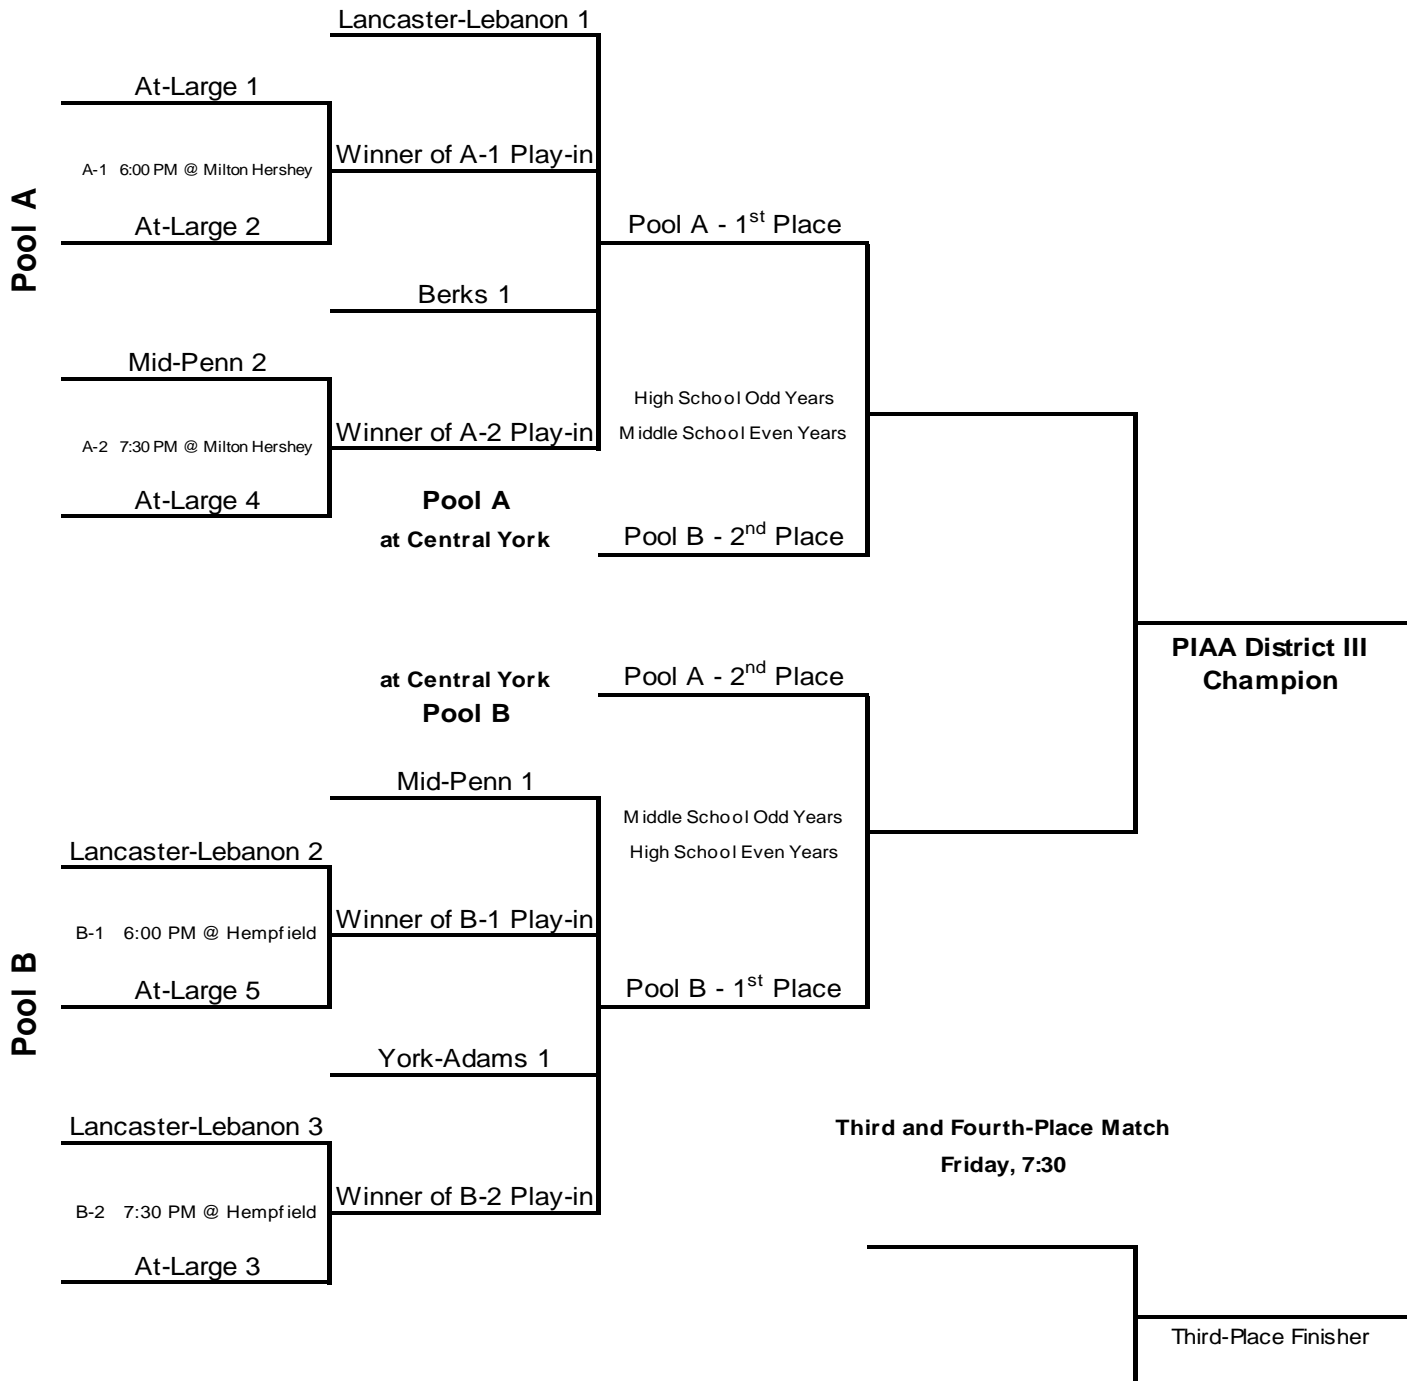 Lancaster-Lebanon 1
At-Large 1
Winner of A-1 Play-in
A-1 6:00 PM @ Milton Hershey
Pool A
At-Large 2
Pool A - 1st Place
Berks 1
Mid-Penn 2
High School Odd Years
Winner of A-2 Play-in
Middle School Even Years
A-2 7:30 PM @ Milton Hershey
At-Large 4
Pool A
at Central York
Pool B - 2nd Place
PIAA District III
Champion
at Central York
Pool A - 2nd Place
Pool B
Mid-Penn 1
Middle School Odd Years
Lancaster-Lebanon 2
High School Even Years
Winner of B-1 Play-in
B-1 6:00 PM @ Hempfield
Pool B
At-Large 5
Pool B - 1st Place
York-Adams 1
Lancaster-Lebanon 3
Third and Fourth-Place Match
Friday, 7:30
Winner of B-2 Play-in
B-2 7:30 PM @ Hempfield
At-Large 3
Third-Place Finisher